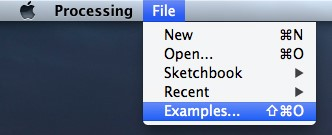 Processing File
New ⌘N
Open... ⌘O
Sketchbook ▶
Recent ▶
Examples... ⇧⌘O